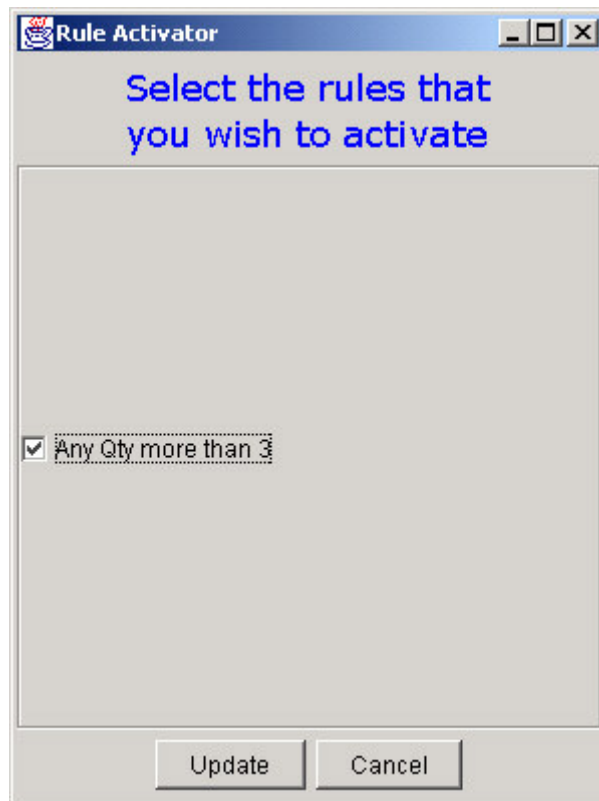 Rule Activator
Select the rules that
you wish to activate
Any Qty more than 3
Update
Cancel